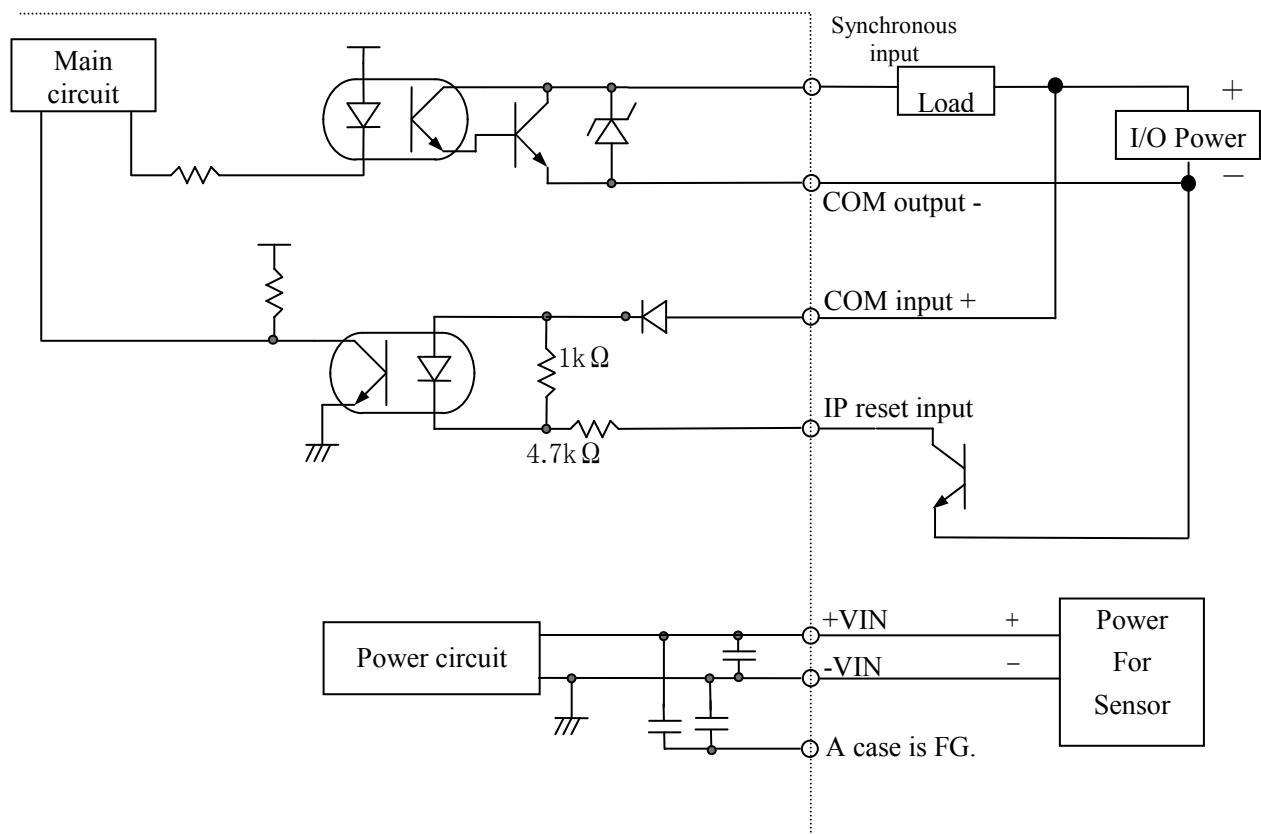 Synchronous
input
Main
circuit
Load
+
I/O Power
−
COM output -
COM input +
1kΩ
IP reset input
4.7kΩ
+VIN +
Power circuit
-VIN −
Power
For
Sensor
A case is FG.